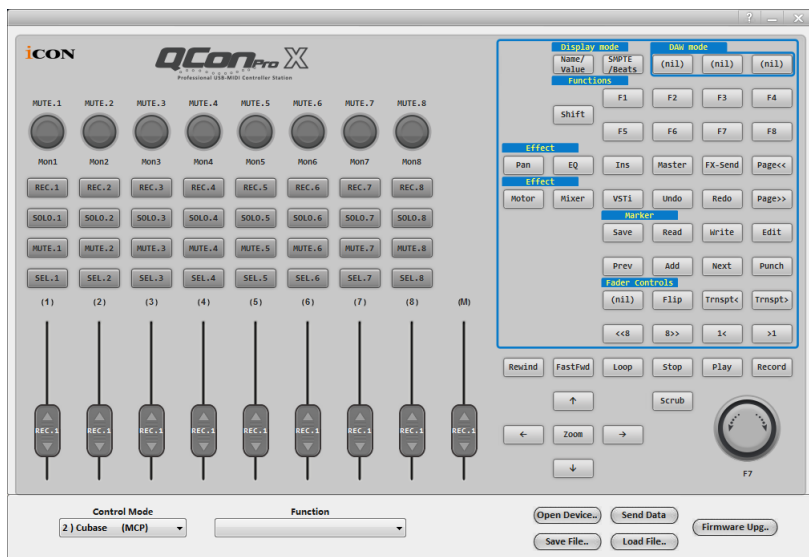 ? _ X
iCON QConPro X
Professional USB-MIDI Controller Station
Display mode DAW mode
Name/Value SMPTE/Beats (nil) (nil) (nil)
Functions
MUTE.1 MUTE.2 MUTE.3 MUTE.4 MUTE.5 MUTE.6 MUTE.7 MUTE.8
F1 F2 F3 F4
Shift
F5 F6 F7 F8
Mon1 Mon2 Mon3 Mon4 Mon5 Mon6 Mon7 Mon8
Effect
Pan EQ Ins Master FX-Send Page<<
REC.1 REC.2 REC.3 REC.4 REC.5 REC.6 REC.7 REC.8
Effect
Motor Mixer VSTi Undo Redo Page>>
SOLO.1 SOLO.2 SOLO.3 SOLO.4 SOLO.5 SOLO.6 SOLO.7 SOLO.8
Marker
Save Read Write Edit
MUTE.1 MUTE.2 MUTE.3 MUTE.4 MUTE.5 MUTE.6 MUTE.7 MUTE.8
Prev Add Next Punch
SEL.1 SEL.2 SEL.3 SEL.4 SEL.5 SEL.6 SEL.7 SEL.8
Fader Controls
(1) (2) (3) (4) (5) (6) (7) (8) (M)
(nil) Flip Trnspt< Trnspt>
<<8 8>> 1< >1
Rewind FastFwd Loop Stop Play Record
↑ Scrub
REC.1 REC.1 REC.1 REC.1 REC.1 REC.1 REC.1 REC.1 REC.1
← Zoom →
↓ F7
Control Mode Function
2 ) Cubase (MCP)
Open Device.. Send Data
Firmware Upg..
Save File.. Load File..